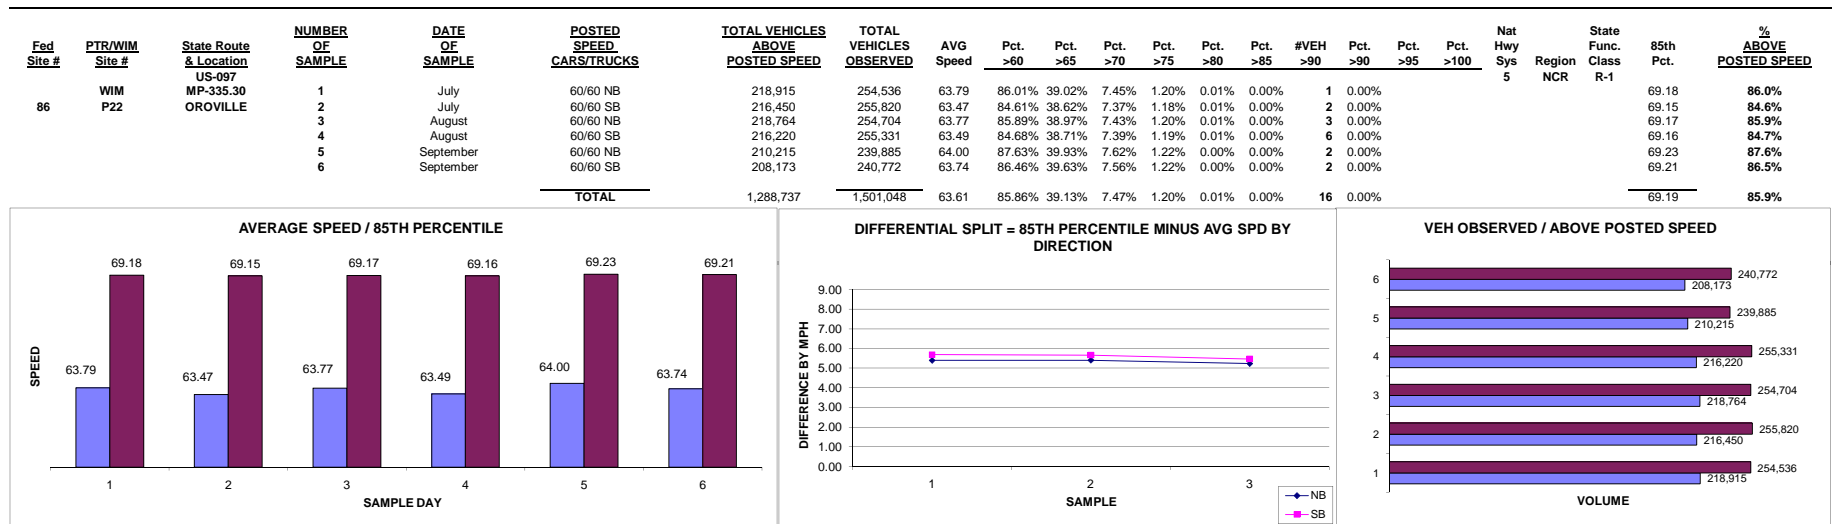 NUMBER DATE POSTED TOTAL VEHICLES TOTAL Nat State %
Fed PTR/WIM State Route OF OF SPEED ABOVE VEHICLES AVG Pct. Pct. Pct. Pct. Pct. Pct. #VEH Pct. Pct. Pct. Hwy Func. 85th ABOVE
Site # Site # & Location SAMPLE SAMPLE CARS/TRUCKS POSTED SPEED OBSERVED Speed >60 >65 >70 >75 >80 >85 >90 >90 >95 >100 Sys Region Class Pct. POSTED SPEED
US-097 5 NCR R-1
WIM MP-335.30 1 July 60/60 NB 218,915 254,536 63.79 86.01% 39.02% 7.45% 1.20% 0.01% 0.00% 1 0.00% 69.18 86.0%
86 P22 OROVILLE 2 July 60/60 SB 216,450 255,820 63.47 84.61% 38.62% 7.37% 1.18% 0.01% 0.00% 2 0.00% 69.15 84.6%
3 August 60/60 NB 218,764 254,704 63.77 85.89% 38.97% 7.43% 1.20% 0.01% 0.00% 3 0.00% 69.17 85.9%
4 August 60/60 SB 216,220 255,331 63.49 84.68% 38.71% 7.39% 1.19% 0.01% 0.00% 6 0.00% 69.16 84.7%
5 September 60/60 NB 210,215 239,885 64.00 87.63% 39.93% 7.62% 1.22% 0.00% 0.00% 2 0.00% 69.23 87.6%
6 September 60/60 SB 208,173 240,772 63.74 86.46% 39.63% 7.56% 1.22% 0.00% 0.00% 2 0.00% 69.21 86.5%
TOTAL 1,288,737 1,501,048 63.61 85.86% 39.13% 7.47% 1.20% 0.01% 0.00% 16 0.00% 69.19 85.9%
AVERAGE SPEED / 85TH PERCENTILE
69.18 69.15 69.17 69.16 69.23 69.21
63.79 63.47 63.77 63.49 64.00 63.74
SPEED
1 2 3 4 5 6
SAMPLE DAY
DIFFERENTIAL SPLIT = 85TH PERCENTILE MINUS AVG SPD BY
DIRECTION
DIFFERENCE BY MPH
9.00
8.00
7.00
6.00
5.00
4.00
3.00
2.00
1.00
0.00
1 2 3
SAMPLE
NB
SB
VEH OBSERVED / ABOVE POSTED SPEED
6 240,772
208,173
5 239,885
210,215
4 255,331
216,220
3 254,704
218,764
2 255,820
216,450
1 254,536
218,915
VOLUME